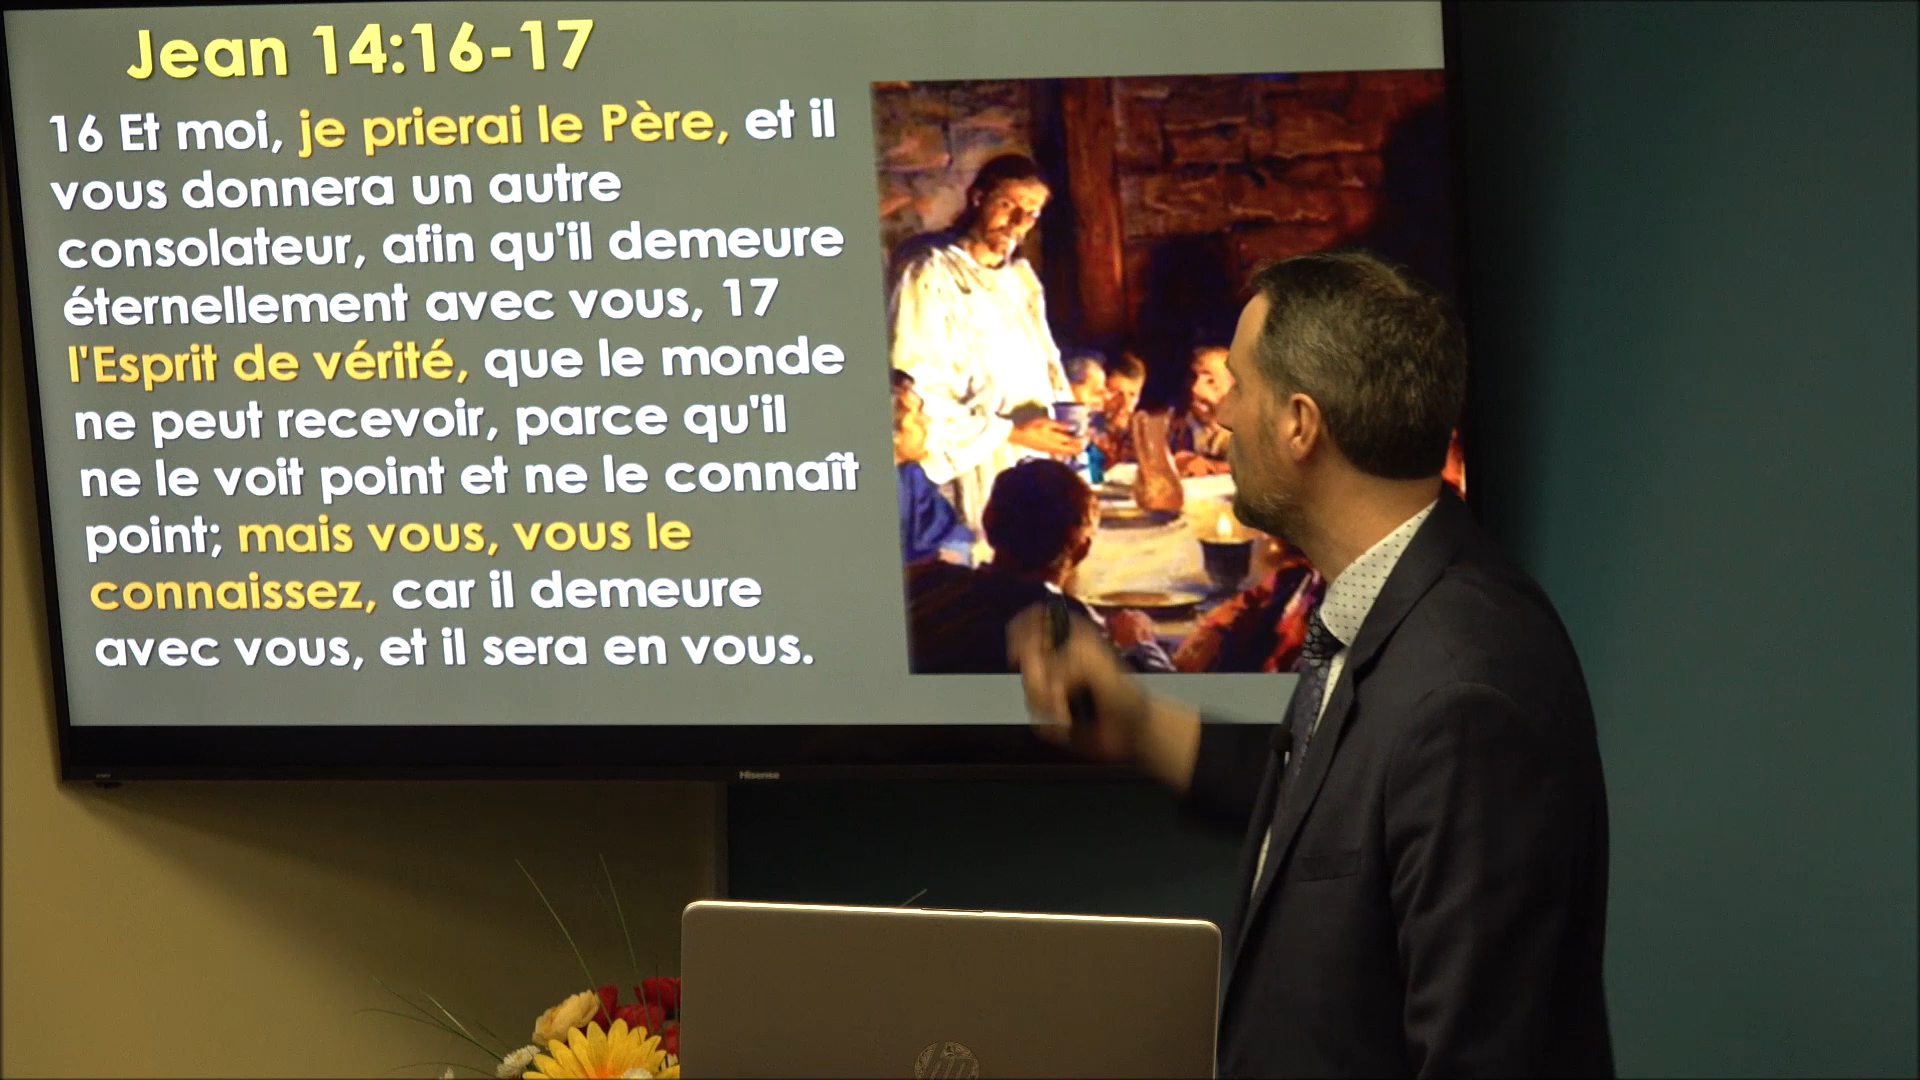 Jean 14:16-17
16 Et moi, je prierai le Père, et il
vous donnera un autre
consolateur, afin qu'il demeure
éternellement avec vous, 17
l'Esprit de vérité, que le monde
ne peut recevoir, parce qu'il
ne le voit point et ne le connaît
point; mais vous, vous le
connaissez, car il demeure
avec vous, et il sera en vous.
Hisense
hp